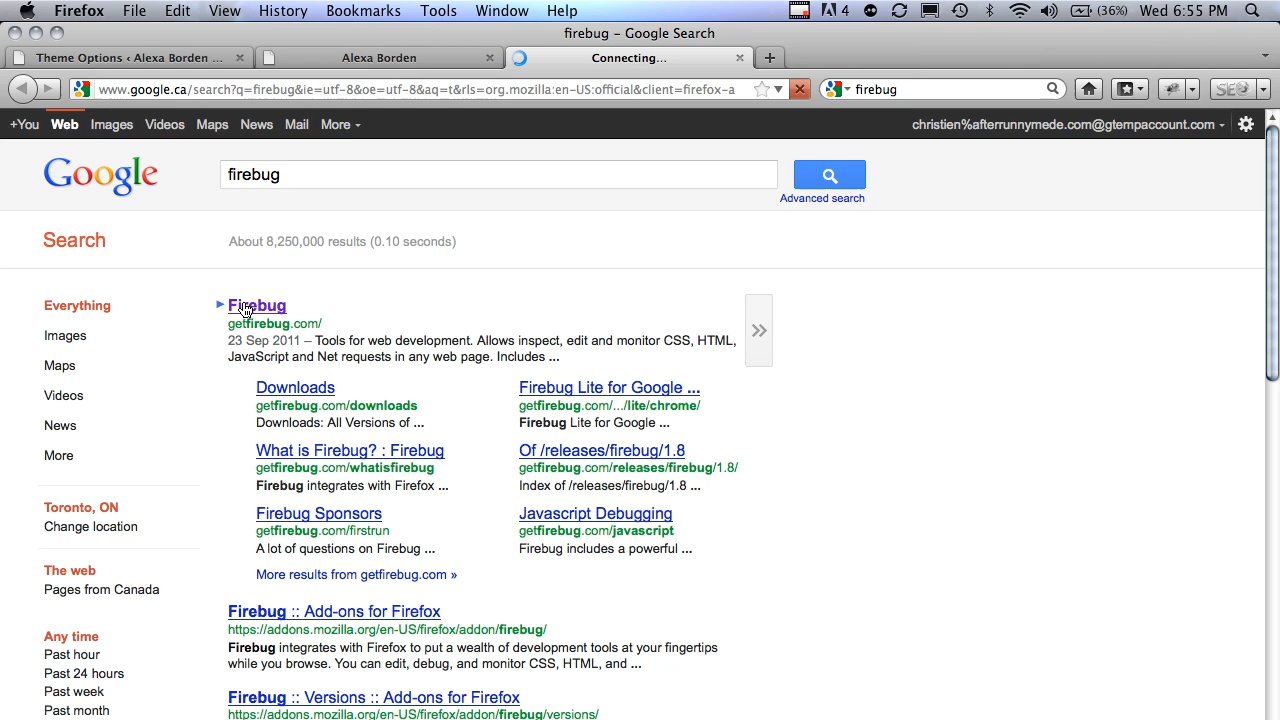 Firefox File Edit View History Bookmarks Tools Window Help 4 (36%) Wed 6:55 PM
firebug – Google Search
Theme Options ‹ Alexa Borden ... Alexa Borden Connecting...
www.google.ca/search?q=firebug&ie=utf-8&oe=utf-8&aq=t&rls=org.mozilla:en-US:official&client=firefox-a firebug SE
+You Web Images Videos Maps News Mail More christien%afterrunnymede.com@gtempaccount.com
Google firebug
Advanced search
Search About 8,250,000 results (0.10 seconds)
Everything
Images
Maps
Videos
News
More
Toronto, ON
Change location
The web
Pages from Canada
Any time
Past hour
Past 24 hours
Past week
Past month
Firebug
getfirebug.com/
23 Sep 2011 – Tools for web development. Allows inspect, edit and monitor CSS, HTML,
JavaScript and Net requests in any web page. Includes ...
Downloads
getfirebug.com/downloads
Downloads: All Versions of ...
Firebug Lite for Google ...
getfirebug.com/.../lite/chrome/
Firebug Lite for Google ...
What is Firebug? : Firebug
getfirebug.com/whatisfirebug
Firebug integrates with Firefox ...
Of /releases/firebug/1.8
getfirebug.com/releases/firebug/1.8/
Index of /releases/firebug/1.8 ...
Firebug Sponsors
getfirebug.com/firstrun
A lot of questions on Firebug ...
Javascript Debugging
getfirebug.com/javascript
Firebug includes a powerful ...
More results from getfirebug.com »
Firebug :: Add-ons for Firefox
https://addons.mozilla.org/en-US/firefox/addon/firebug/
Firebug integrates with Firefox to put a wealth of development tools at your fingertips
while you browse. You can edit, debug, and monitor CSS, HTML, and ...
Firebug :: Versions :: Add-ons for Firefox
https://addons.mozilla.org/en-US/firefox/addon/firebug/versions/